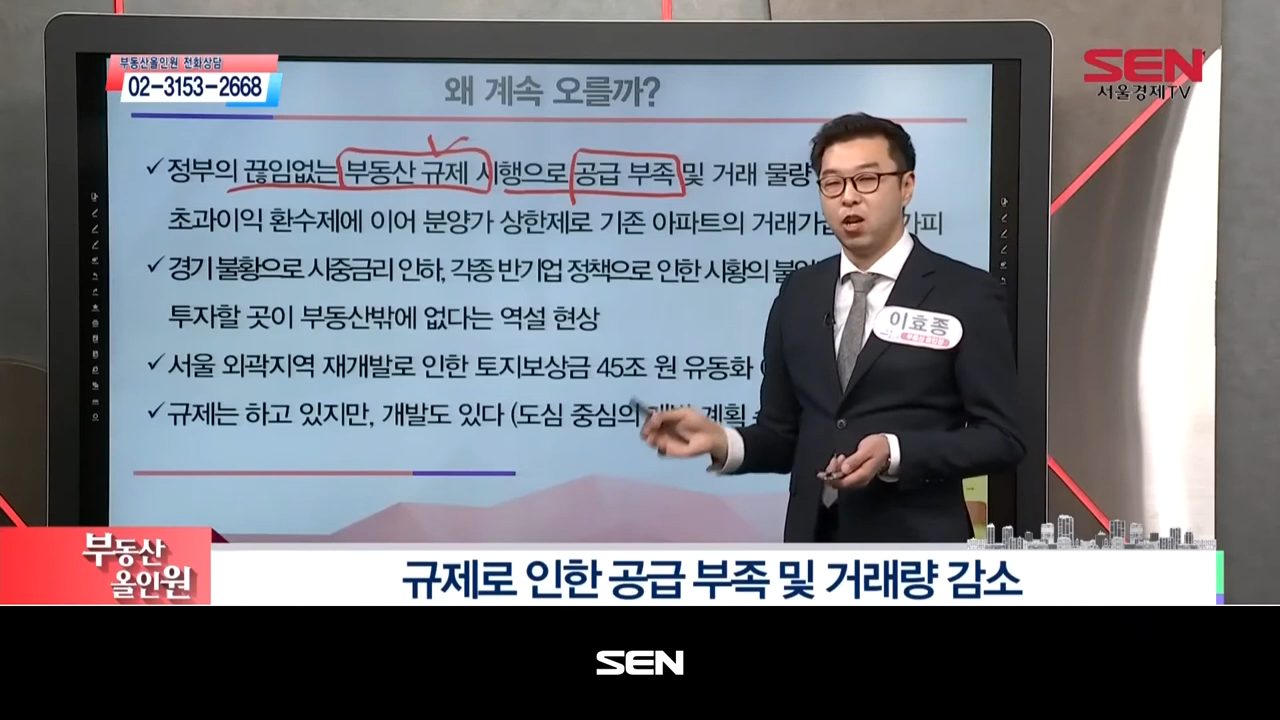 부동산올인원 전화상담
02-3153-2668
SEN
서울경제TV
왜 계속 오를까?
✓정부의 끊임없는 부동산 규제 시행으로 공급 부족 및 거래 물량
초과이익 환수제에 이어 분양가 상한제로 기존 아파트의 거래가
✓경기 불황으로 시중금리 인하, 각종 반기업 정책으로 인한 시황의
투자할 곳이 부동산밖에 없다는 역설 현상
✓서울 외곽지역 재개발로 인한 토지보상금 45조 원 유동화
✓규제는 하고 있지만, 개발도 있다 (도심 중심의 계획
이효종
부동산
올인원
규제로 인한 공급 부족 및 거래량 감소
SEN